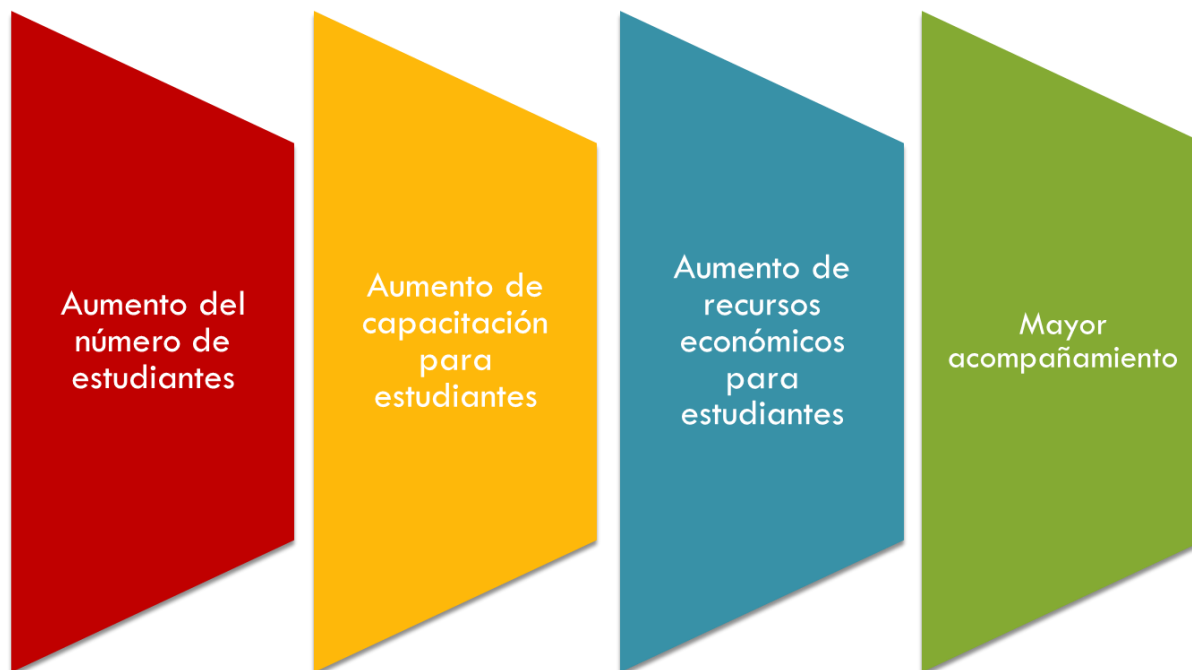 Aumento del
número de
estudiantes
Aumento de
capacitación
para
estudiantes
Aumento de
recursos
económicos
para
estudiantes
Mayor
acompañamiento